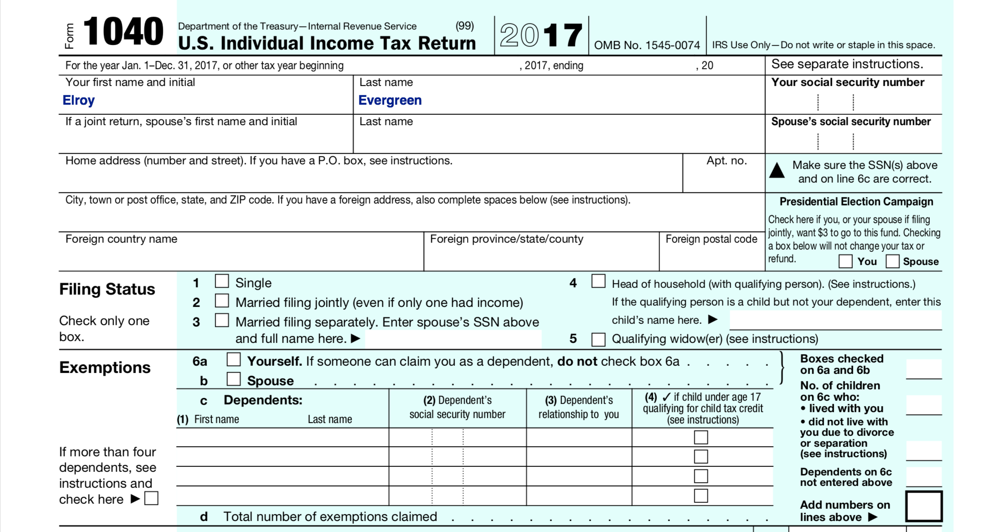 Form 1040 Department of the Treasury—Internal Revenue Service (99)
U.S. Individual Income Tax Return
2017
OMB No. 1545-0074
IRS Use Only—Do not write or staple in this space.
For the year Jan. 1–Dec. 31, 2017, or other tax year beginning , 2017, ending , 20
See separate instructions.
Your first name and initial
Elroy
Last name
Evergreen
Your social security number
If a joint return, spouse’s first name and initial
Last name
Spouse’s social security number
Home address (number and street). If you have a P.O. box, see instructions.
Apt. no.
▲ Make sure the SSN(s) above
and on line 6c are correct.
City, town or post office, state, and ZIP code. If you have a foreign address, also complete spaces below (see instructions).
Foreign country name
Foreign province/state/county
Foreign postal code
Presidential Election Campaign
Check here if you, or your spouse if filing
jointly, want $3 to go to this fund. Checking
a box below will not change your tax or
refund. You Spouse
Filing Status
Check only one
box.
1 Single
2 Married filing jointly (even if only one had income)
3 Married filing separately. Enter spouse’s SSN above
and full name here. ▶
4 Head of household (with qualifying person). (See instructions.)
If the qualifying person is a child but not your dependent, enter this
child’s name here. ▶
5 Qualifying widow(er) (see instructions)
Exemptions
6a Yourself. If someone can claim you as a dependent, do not check box 6a . . . . .
b Spouse . . . . . . . . . . . . . . . . . . . . . . . .
c Dependents:
(1) First name Last name
(2) Dependent’s
social security number
(3) Dependent’s
relationship to you
(4) ✓ if child under age 17
qualifying for child tax credit
(see instructions)
If more than four
dependents, see
instructions and
check here ▶
d Total number of exemptions claimed . . . . . . . . . . . . . . . . .
Boxes checked
on 6a and 6b
No. of children
on 6c who:
• lived with you
• did not live with
you due to divorce
or separation
(see instructions)
Dependents on 6c
not entered above
Add numbers on
lines above ▶